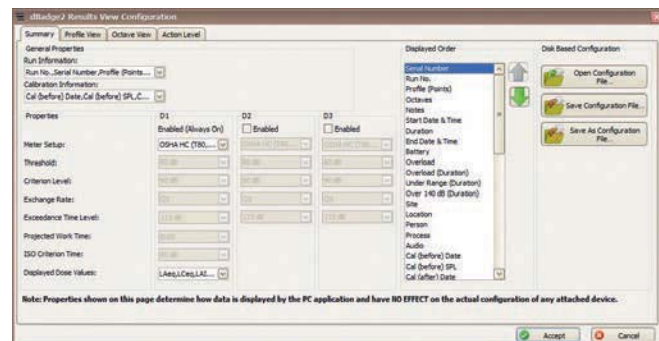 dBadge2 Results View Configuration
Summary Profile View Octave View Action Level
General Properties
Run Information:
Run No.,Serial Number,Profile (Points....
Calibration Information:
Cal (before) Date,Cal (before) SPL,C....
Properties D1 D2 D3
Enabled (Always On) Enabled Enabled
Meter Setup: OSHA HC (T80,...
Threshold:
Criterion Level:
Exchange Rate:
Exceedance Time Level:
Projected Work Time:
ISO Criterion Time:
Displayed Dose Values: LAeq,LCeq,LAI....
Displayed Order
Serial Number
Run No.
Profile (Points)
Octaves
Notes
Start Date & Time
Duration
End Date & Time
Battery
Overload
Overload (Duration)
Under Range (Duration)
Over 140 dB (Duration)
Site
Location
Person
Process
Audio
Cal (before) Date
Cal (before) SPL
Cal (after) Date
Disk Based Configuration
Open Configuration
File...
Save Configuration File...
Save As Configuration
File...
Note: Properties shown on this page determine how data is displayed by the PC application and have NO EFFECT on the actual configuration of any attached device.
Accept Cancel